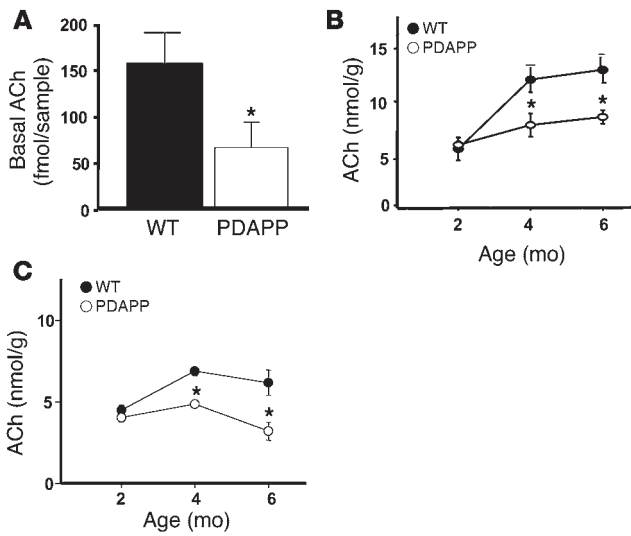 A
200
150
100
50
0
Basal ACh
(fmol/sample)
*
WT PDAPP
B
WT
PDAPP
15
10
5
0
ACh (nmol/g)
* *
2 4 6
Age (mo)
C
WT
PDAPP
10
5
0
ACh (nmol/g)
* *
2 4 6
Age (mo)